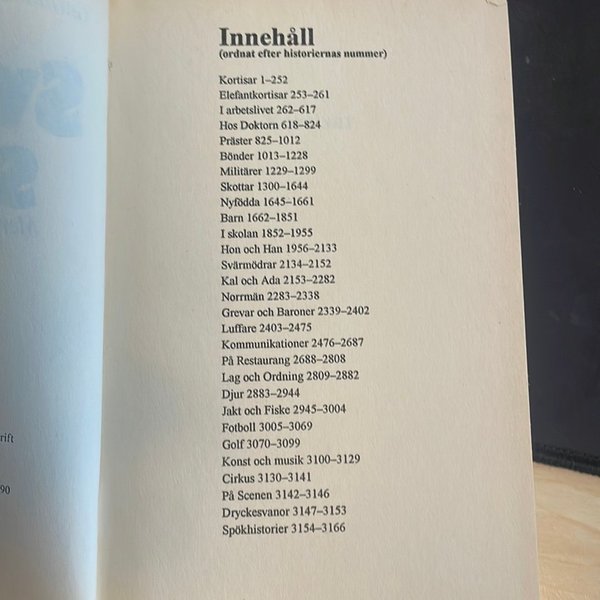 Innehåll
(ordnat efter historiernas nummer)
Kortisar 1–252
Elefantkortisar 253–261
I arbetslivet 262–617
Hos Doktorn 618–824
Präster 825–1012
Bönder 1013–1228
Militärer 1229–1299
Skottar 1300–1644
Nyfödda 1645–1661
Barn 1662–1851
I skolan 1852–1955
Hon och Han 1956–2133
Svärmödrar 2134–2152
Kal och Ada 2153–2282
Norrmän 2283–2338
Grevar och Baroner 2339–2402
Luffare 2403–2475
Kommunikationer 2476–2687
På Restaurang 2688–2808
Lag och Ordning 2809–2882
Djur 2883–2944
Jakt och Fiske 2945–3004
Fotboll 3005–3069
Golf 3070–3099
Konst och musik 3100–3129
Cirkus 3130–3141
På Scenen 3142–3146
Dryckesvanor 3147–3153
Spökhistorier 3154–3166
rift
90